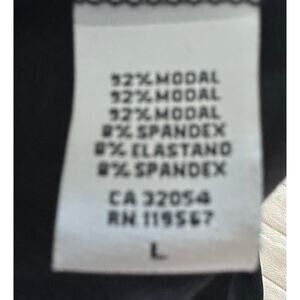 92% MODAL
92% MODAL
92% MODAL
8% SPANDEX
8% ELASTANO
8% SPANDEX
CA 32054
RN 119567
L